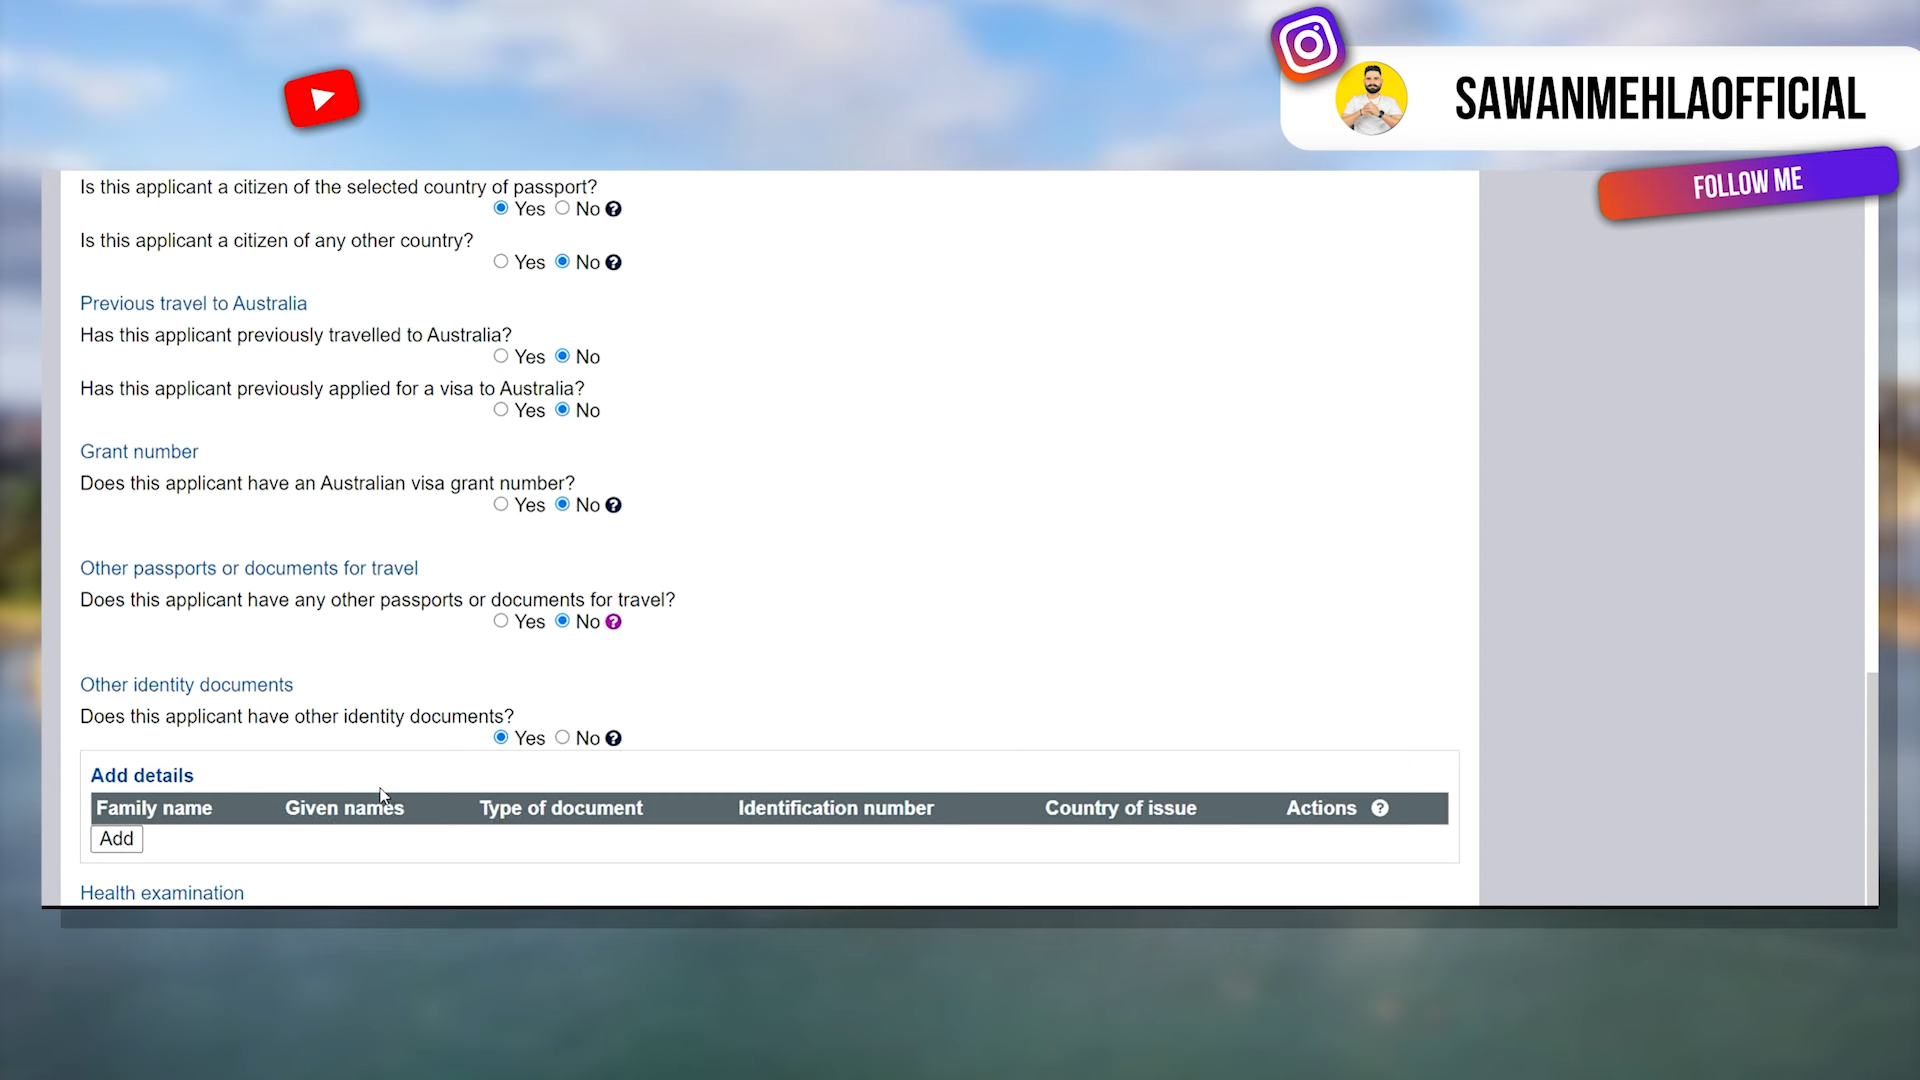 SAWANMEHLAOFFICIAL
FOLLOW ME
Is this applicant a citizen of the selected country of passport?
Yes No ?
Is this applicant a citizen of any other country?
Yes No ?
Previous travel to Australia
Has this applicant previously travelled to Australia?
Yes No
Has this applicant previously applied for a visa to Australia?
Yes No
Grant number
Does this applicant have an Australian visa grant number?
Yes No ?
Other passports or documents for travel
Does this applicant have any other passports or documents for travel?
Yes No ?
Other identity documents
Does this applicant have other identity documents?
Yes No ?
Add details
Family name Given names Type of document Identification number Country of issue Actions ?
Add
Health examination